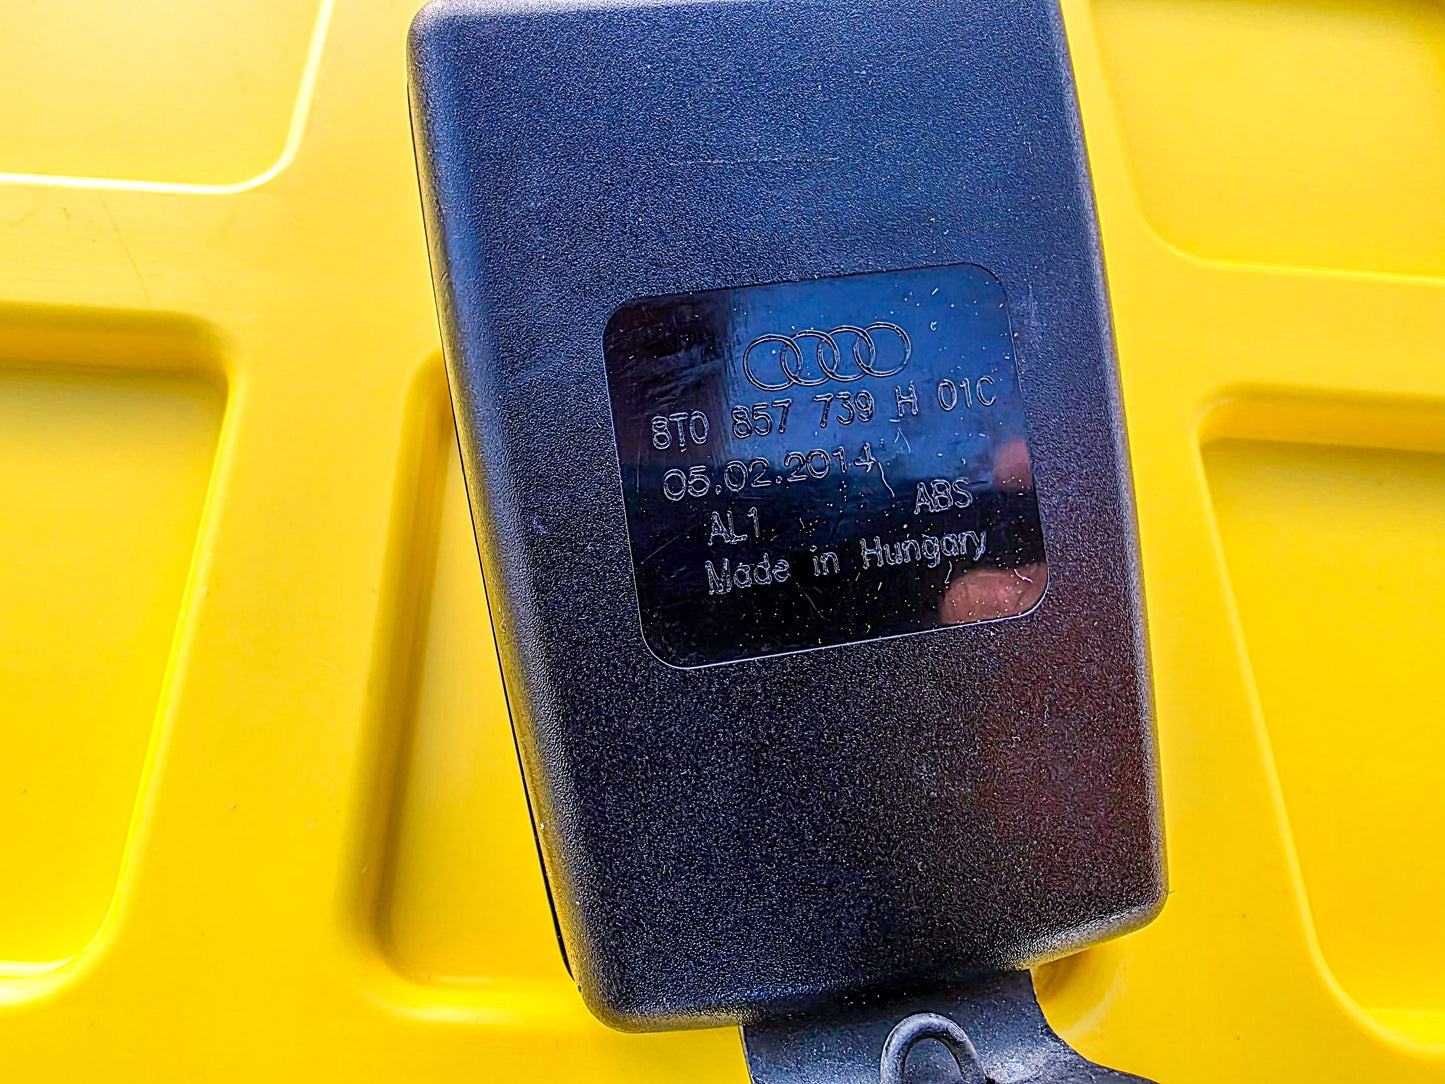 8T0 857 739 H 01C
05.02.2014
AL1 ABS
Made in Hungary